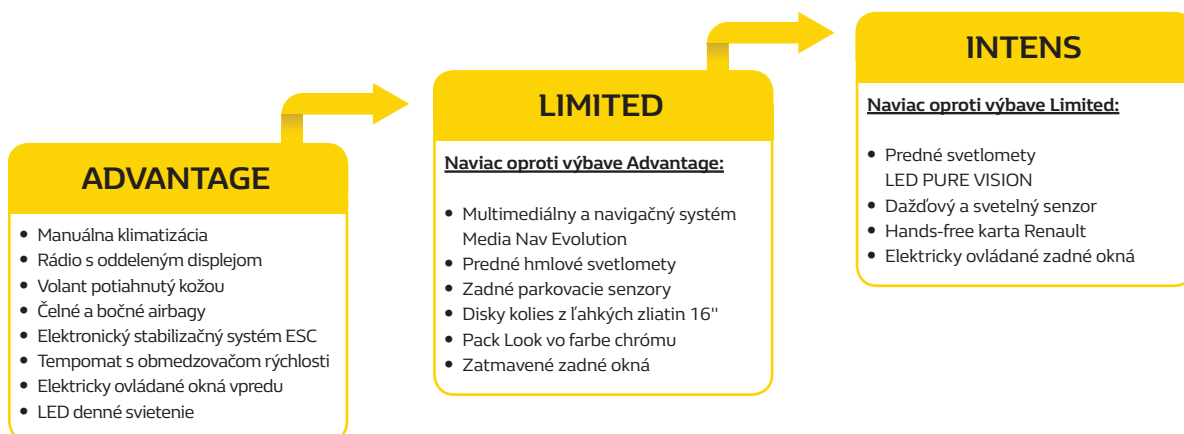 ADVANTAGE
• Manuálna klimatizácia
• Rádio s oddeleným displejom
• Volant potiahnutý kožou
• Čelné a bočné airbagy
• Elektronický stabilizačný systém ESC
• Tempomat s obmedzovačom rýchlosti
• Elektricky ovládané okná vpredu
• LED denné svietenie
LIMITED
Naviac oproti výbave Advantage:
• Multimediálny a navigačný systém
Media Nav Evolution
• Predné hmlové svetlomety
• Zadné parkovacie senzory
• Disky kolies z ľahkých zliatin 16"
• Pack Look vo farbe chrómu
• Zatmavené zadné okná
INTENS
Naviac oproti výbave Limited:
• Predné svetlomety
LED PURE VISION
• Dažďový a svetelný senzor
• Hands-free karta Renault
• Elektricky ovládané zadné okná